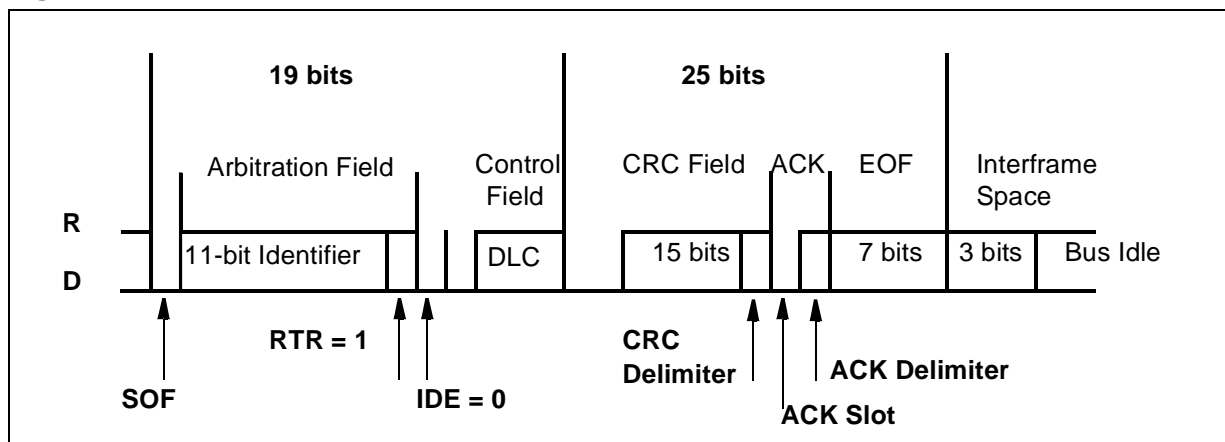 19 bits 25 bits
Arbitration Field Control Field CRC Field ACK EOF Interframe Space
R
11-bit Identifier DLC 15 bits 7 bits 3 bits Bus Idle
D
RTR = 1 CRC Delimiter ACK Delimiter
SOF IDE = 0 ACK Slot